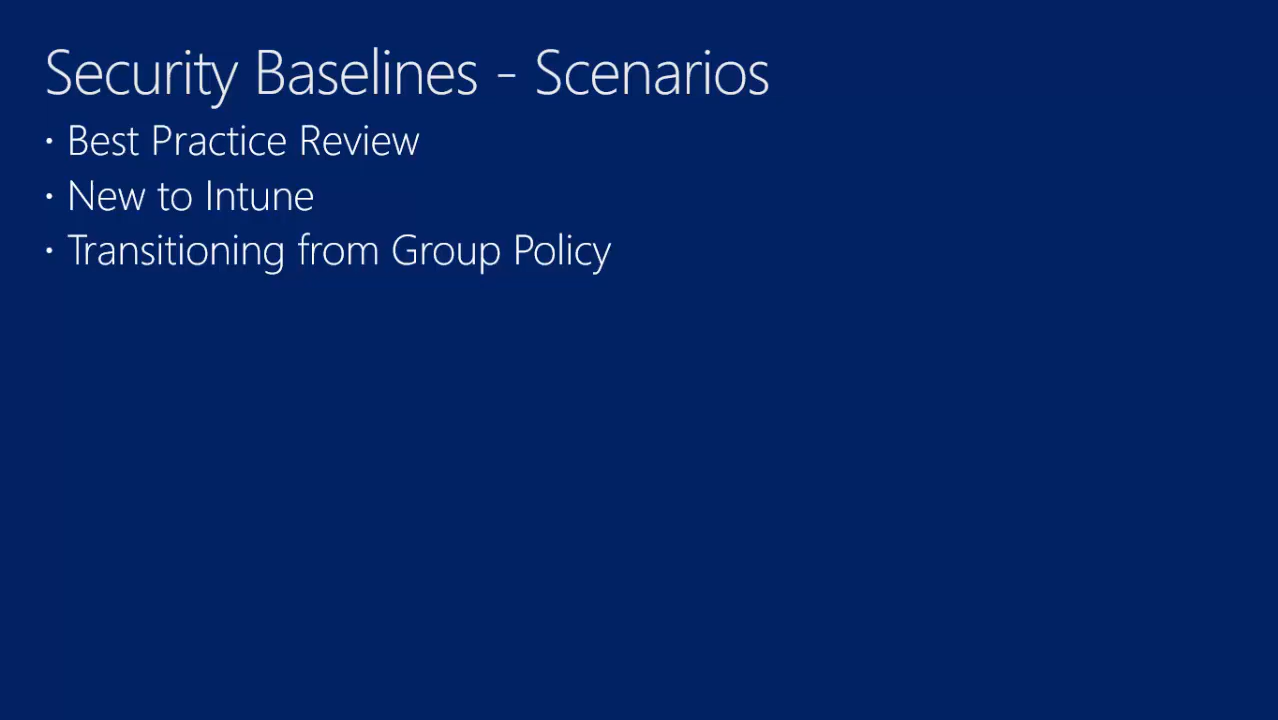 Security Baselines - Scenarios
• Best Practice Review
• New to Intune
• Transitioning from Group Policy